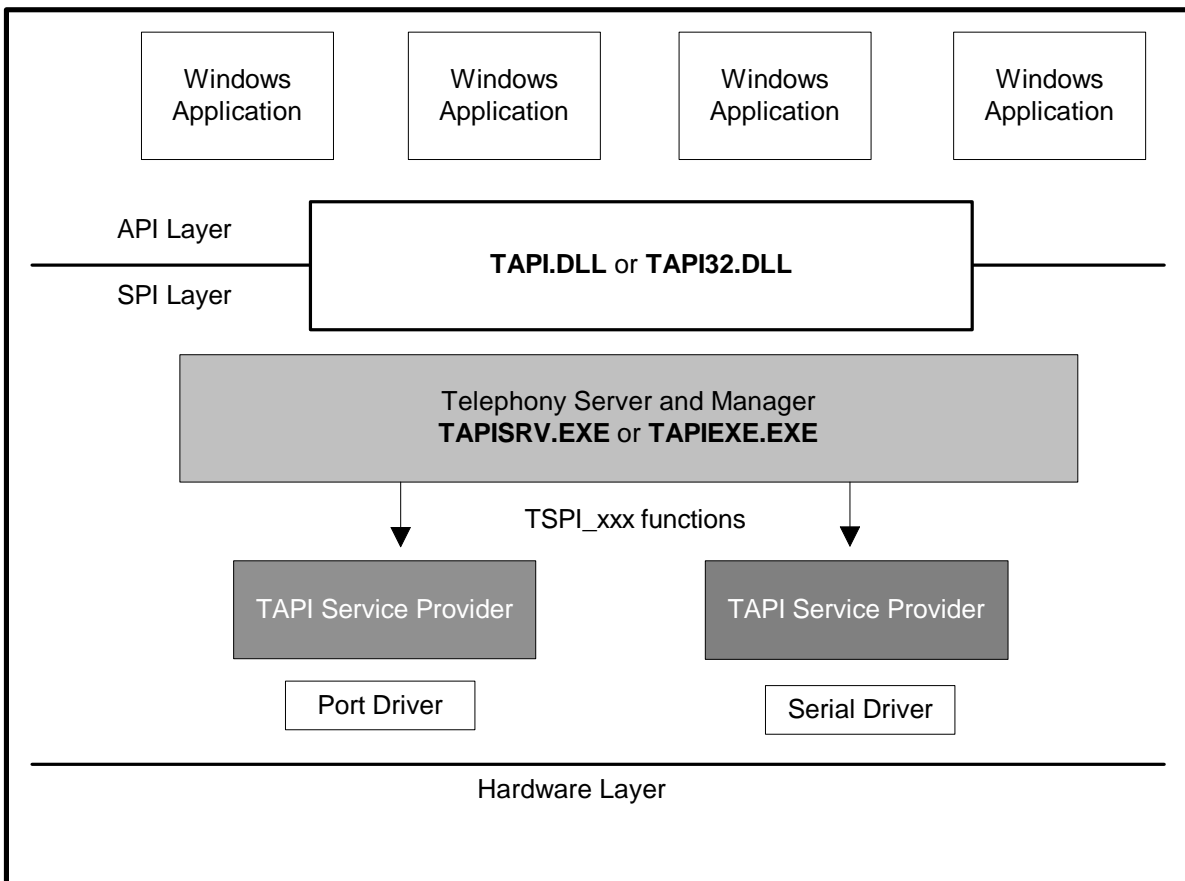 Windows
Application
Windows
Application
Windows
Application
Windows
Application
API Layer
TAPI.DLL or TAPI32.DLL
SPI Layer
Telephony Server and Manager
TAPISRV.EXE or TAPIEXE.EXE
TSPI_xxx functions
TAPI Service Provider
TAPI Service Provider
Port Driver
Serial Driver
Hardware Layer